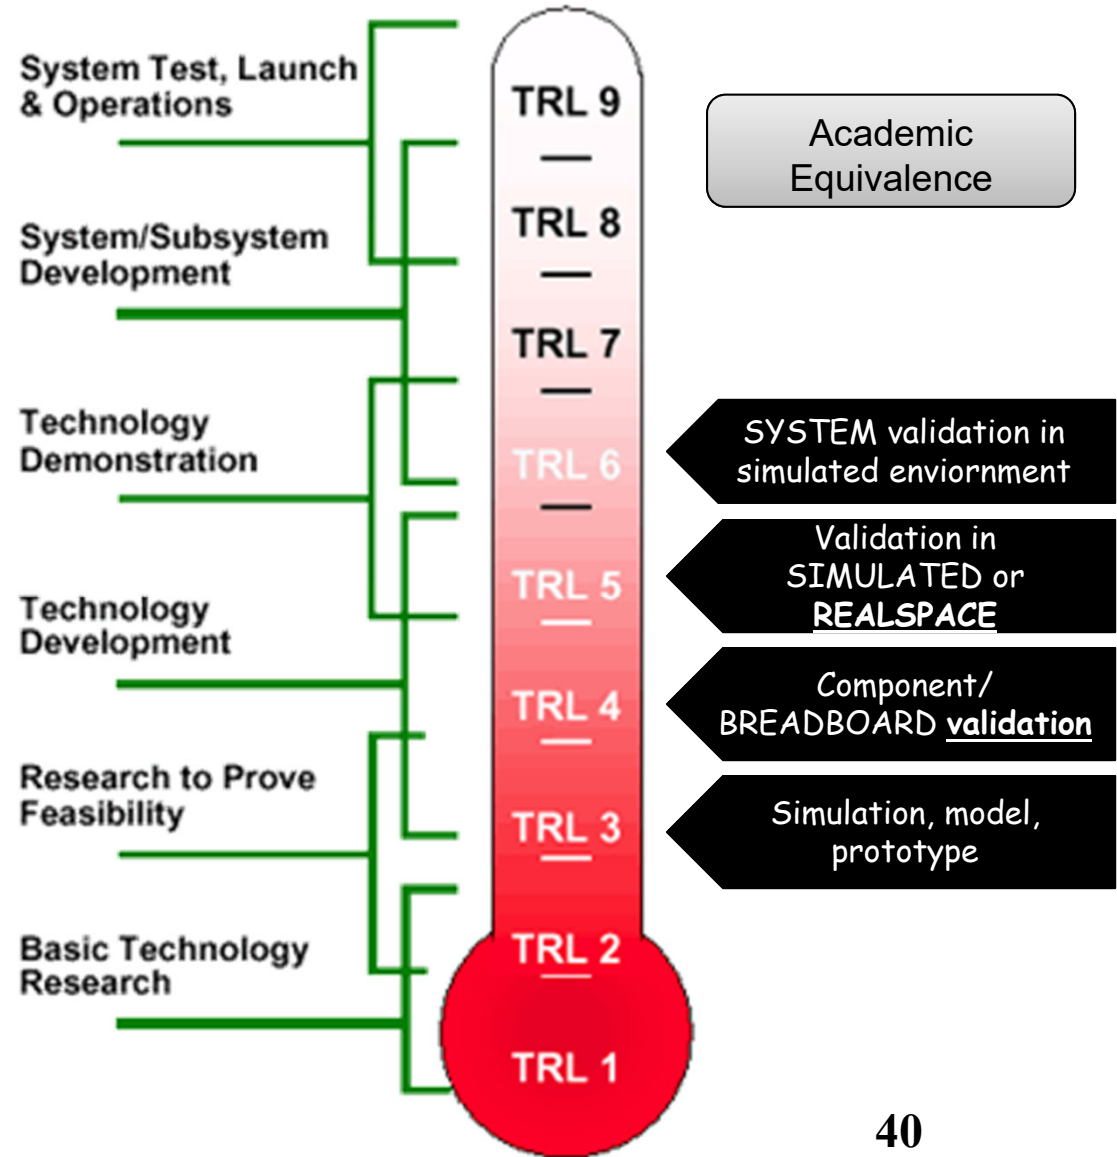 System Test, Launch
& Operations
System/Subsystem
Development
Technology
Demonstration
Technology
Development
Research to Prove
Feasibility
Basic Technology
Research
TRL 9
TRL 8
TRL 7
TRL 6
TRL 5
TRL 4
TRL 3
TRL 2
TRL 1
Academic
Equivalence
SYSTEM validation in
simulated enviornment
Validation in
SIMULATED or
REALSPACE
Component/
BREADBOARD validation
Simulation, model,
prototype
40